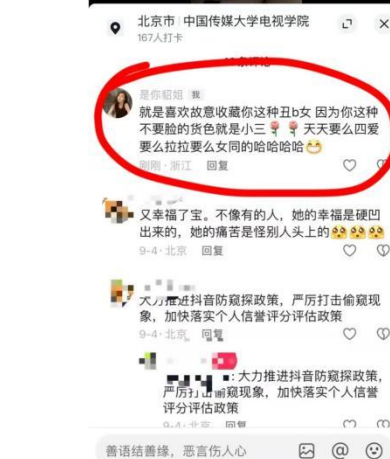 北京市 | 中国传媒大学电视学院
167人打卡
是你貂姐 我
就是喜欢故意收藏你这种丑b女 因为你这种
不要脸的货色就是小三🌹🌹天天要么四爱
要么拉拉要么女同的哈哈哈哈😁
刚刚·浙江 回复
又幸福了宝。不像有的人，她的幸福是硬凹
出来的，她的痛苦是怪别人头上的🥺🥺🥺
9-4·北京 回复
大力推进抖音防窥探政策，严厉打击偷窥现
象，加快落实个人信誉评分评估政策
9-4·北京 回复
：大力推进抖音防窥探政策，
严厉打击偷窥现象，加快落实个人信誉
评分评估政策
9-4·北京 回复
善语结善缘，恶言伤人心